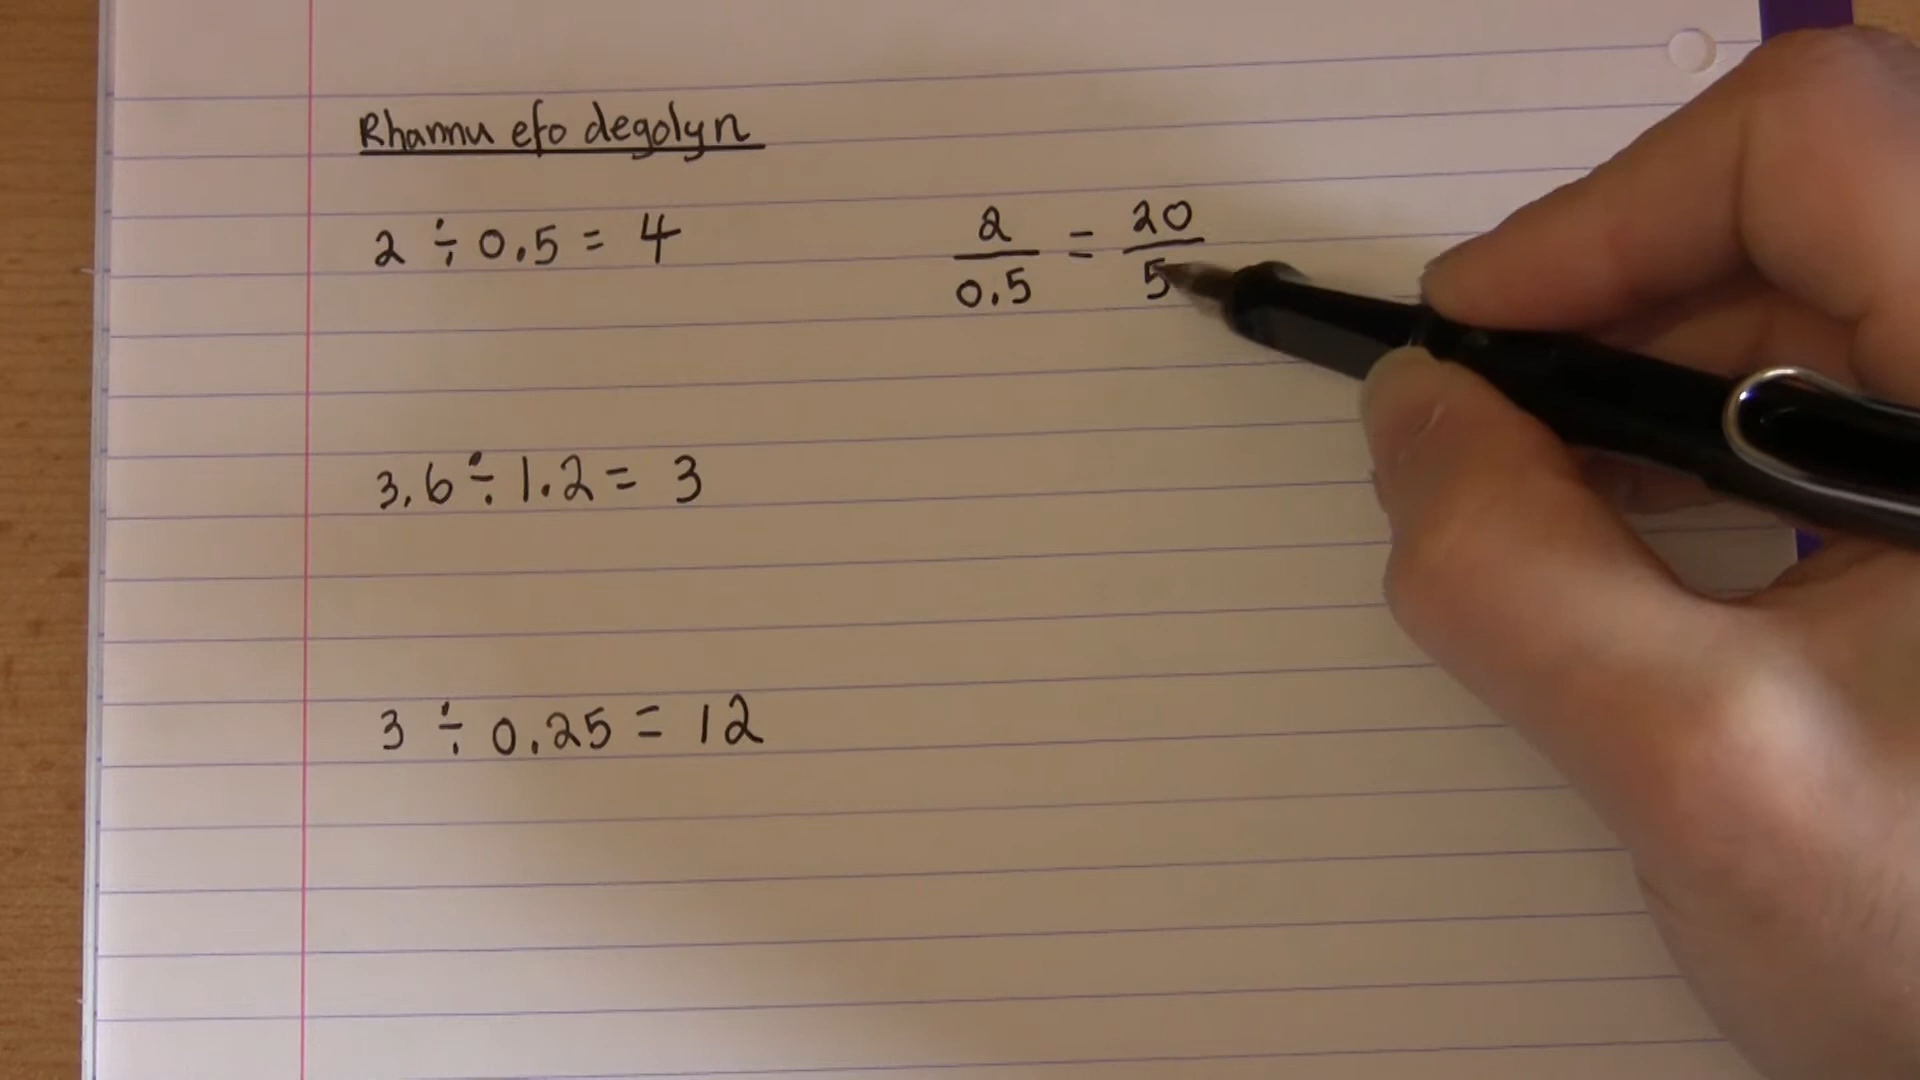 Rhannu efo degolyn
2 ÷ 0.5 = 4
2/0.5 = 20/5
3.6 ÷ 1.2 = 3
3 ÷ 0.25 = 12